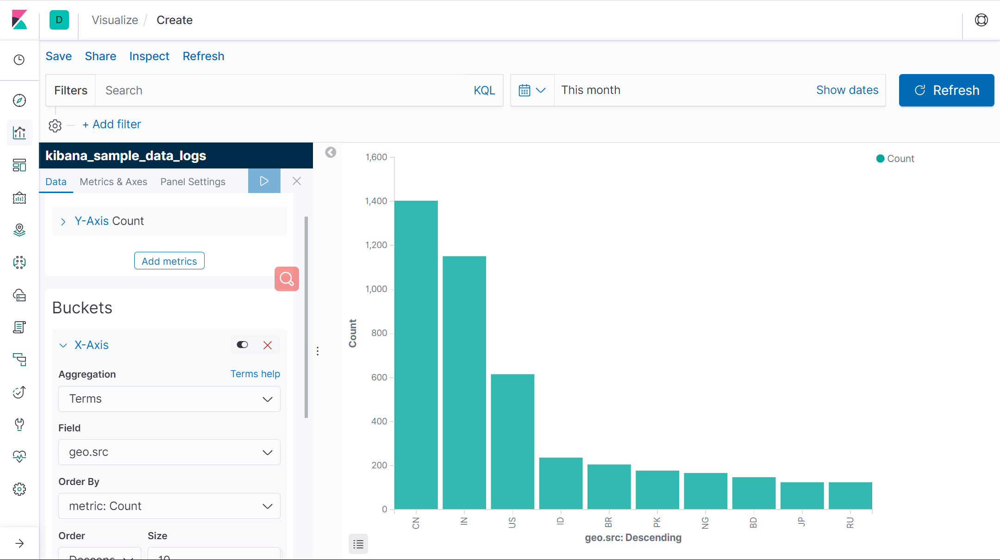 D Visualize / Create
Save Share Inspect Refresh
Filters Search KQL This month Show dates Refresh
+ Add filter
kibana_sample_data_logs
Data Metrics & Axes Panel Settings
Y-Axis Count
Add metrics
Buckets
X-Axis
Aggregation Terms help
Terms
Field
geo.src
Order By
metric: Count
Order Size
10
Count
1,600
1,400
1,200
1,000
800
600
400
200
0
Count
CN IN US ID BR PK NG BD JP RU
geo.src: Descending